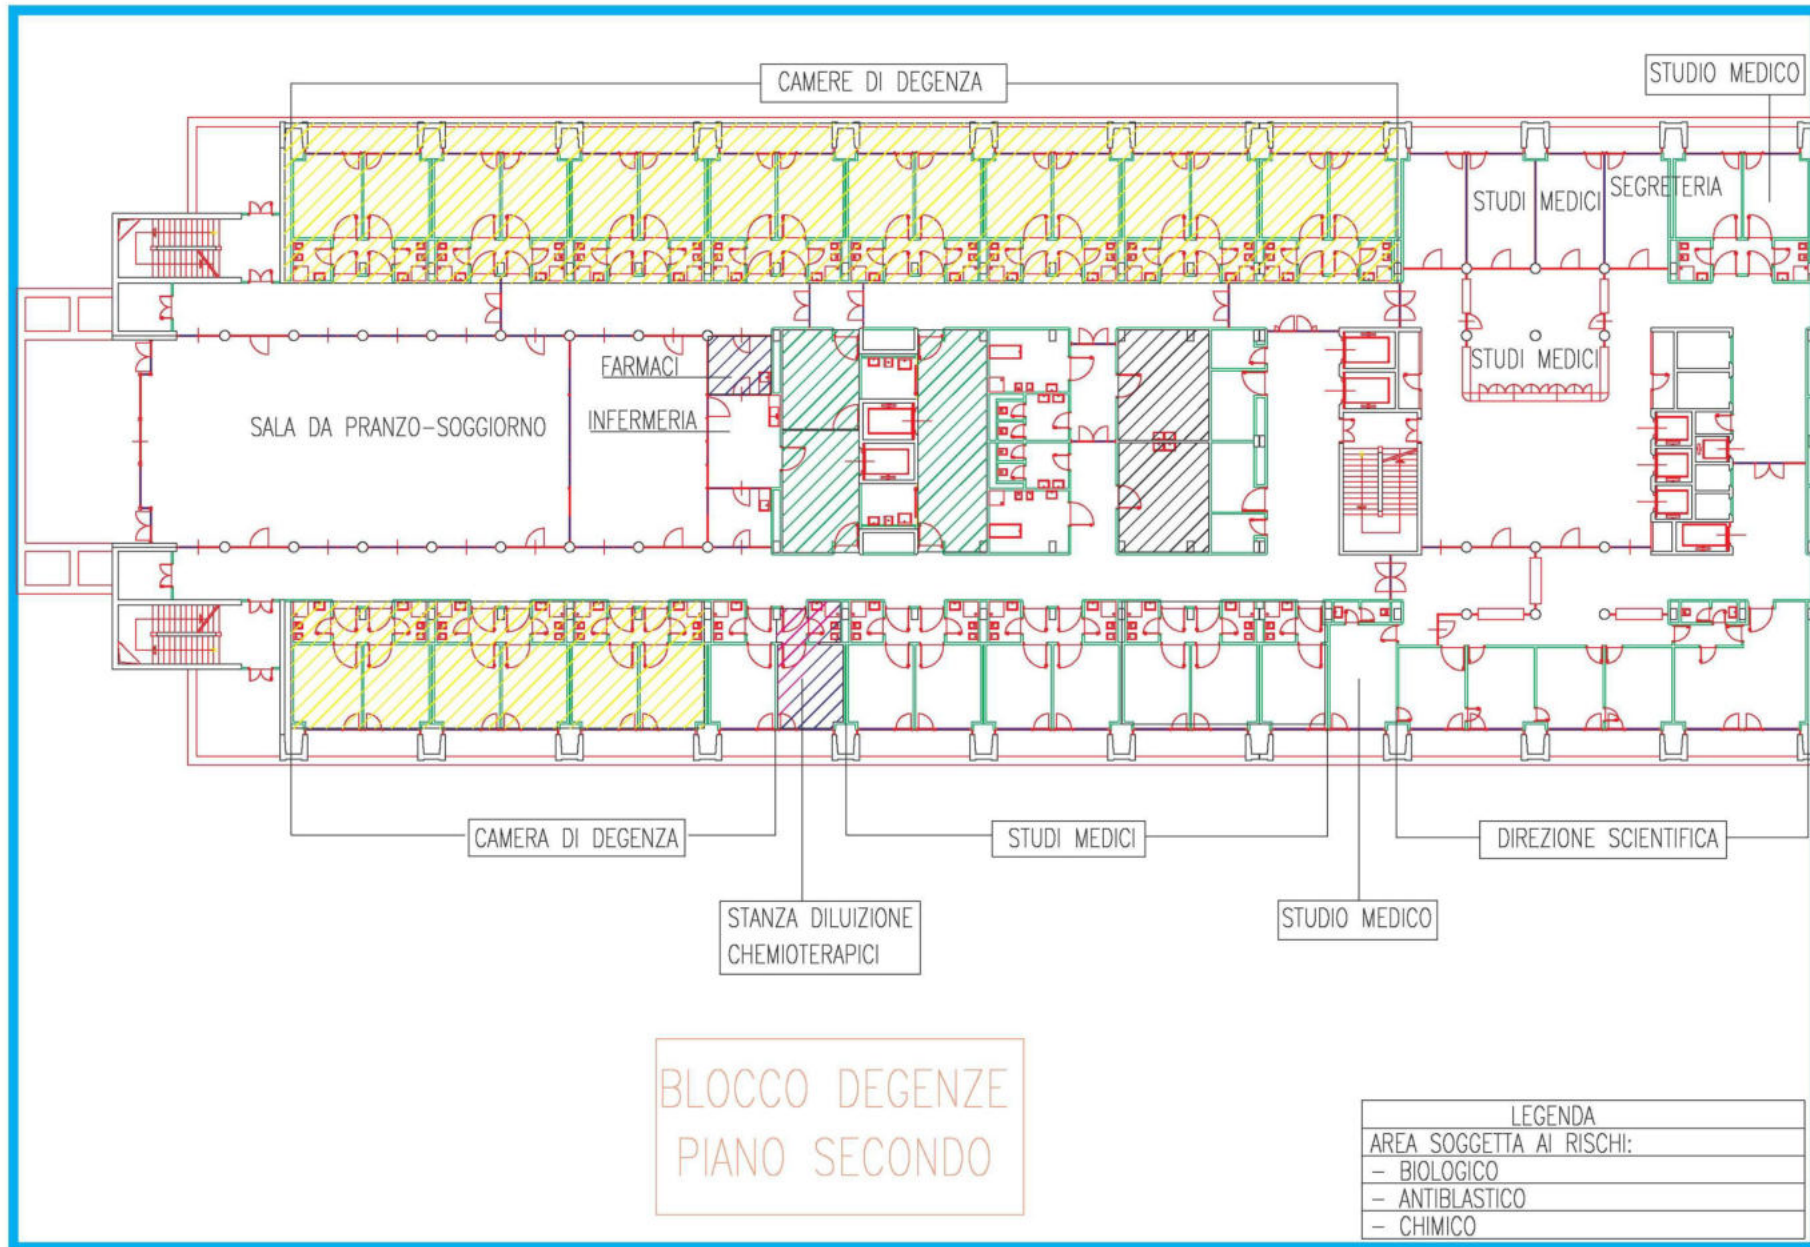 CAMERE DI DEGENZA
STUDIO MEDICO
STUDI MEDICI
SEGRETERIA
STUDI MEDICI
FARMACI
INFERMERIA
SALA DA PRANZO-SOGGIORNO
CAMERA DI DEGENZA
STUDI MEDICI
DIREZIONE SCIENTIFICA
STANZA DILUIZIONE
CHEMIOTERAPICI
STUDIO MEDICO
BLOCCO DEGENZE
PIANO SECONDO
LEGENDA
AREA SOGGETTA AI RISCHI:
- BIOLOGICO
- ANTIBLASTICO
- CHIMICO